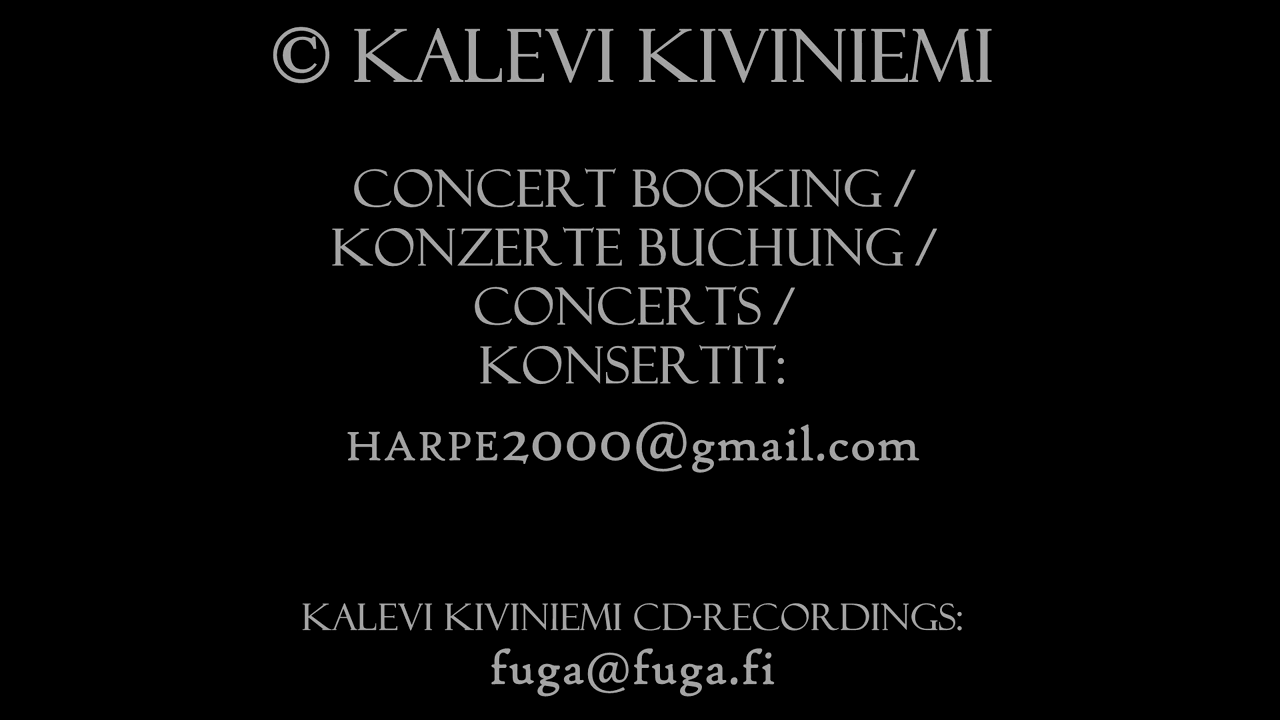 © KALEVI KIVINIEMI
CONCERT BOOKING /
KONZERTE BUCHUNG /
CONCERTS /
KONSERTIT:
HARPE2000@gmail.com
KALEVI KIVINIEMI CD-RECORDINGS:
fuga@fuga.fi